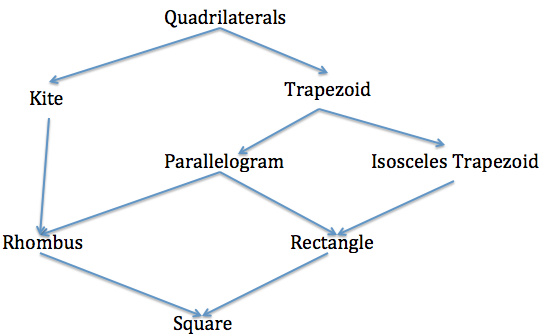 Quadrilaterals
Kite
Trapezoid
Parallelogram
Isosceles Trapezoid
Rhombus
Rectangle
Square